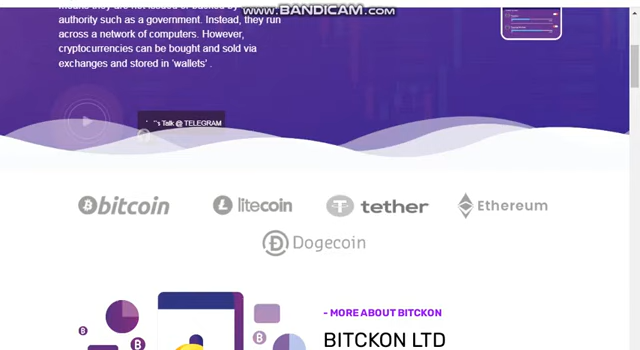 www.BANDICAM.com
authority such as a government. Instead, they run
across a network of computers. However,
cryptocurrencies can be bought and sold via
exchanges and stored in 'wallets' .
Talk @ TELEGRAM
bitcoin
litecoin
tether
Ethereum
Dogecoin
- MORE ABOUT BITCKON
BITCKON LTD